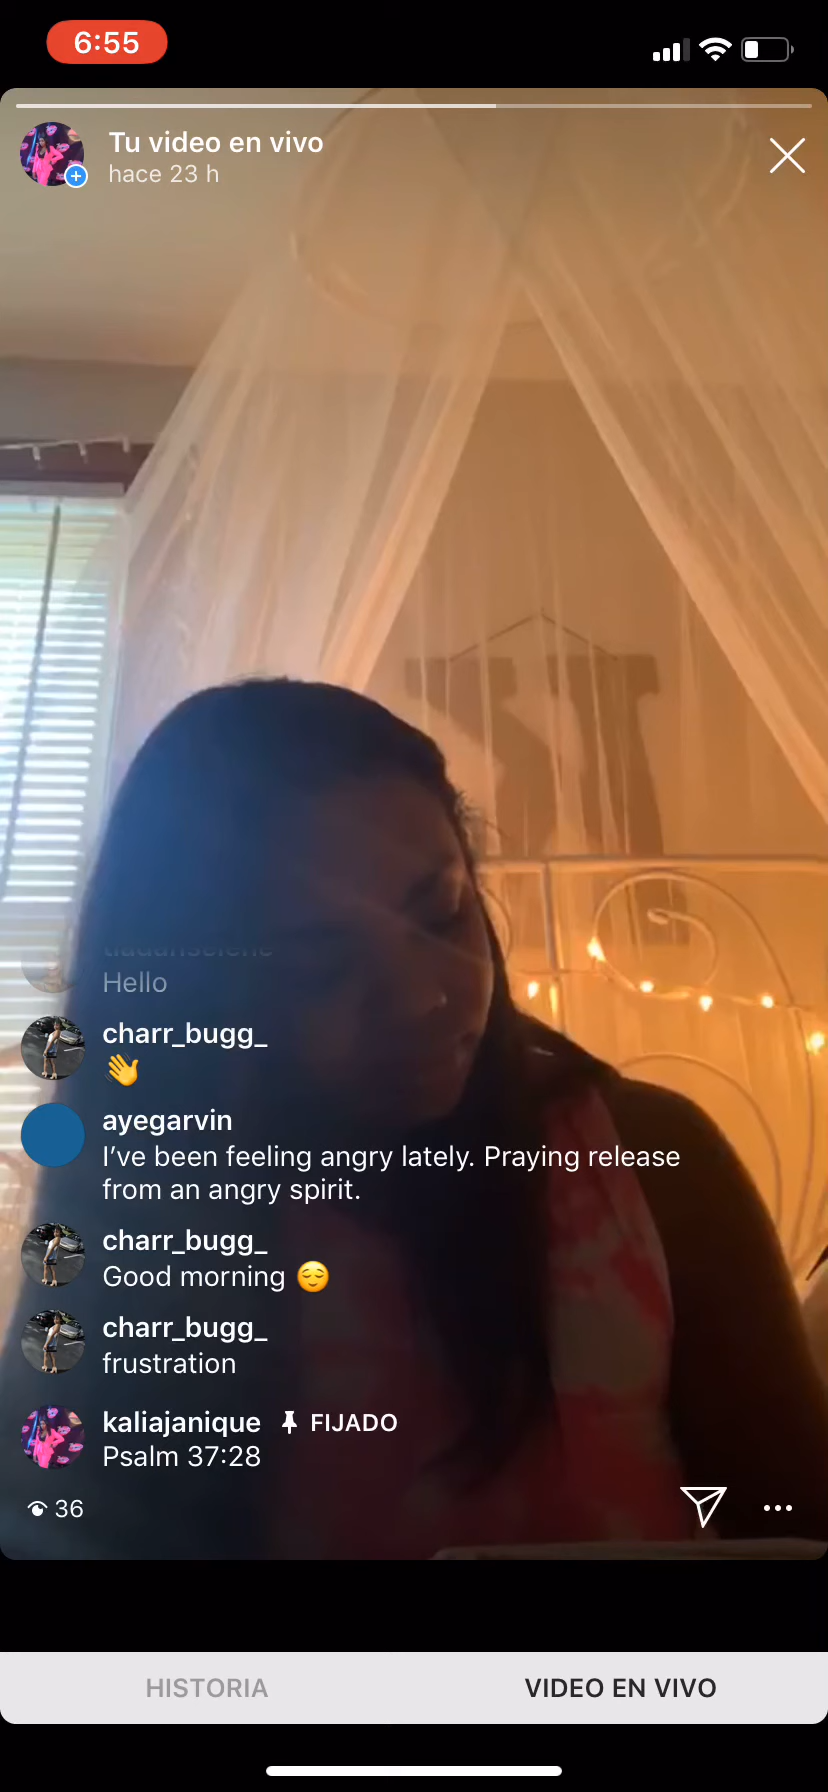 6:55
Tu video en vivo
hace 23 h
Hello
charr_bugg_
👋
ayegarvin
I’ve been feeling angry lately. Praying release
from an angry spirit.
charr_bugg_
Good morning 😌
charr_bugg_
frustration
kaliajanique FIJADO
Psalm 37:28
36
HISTORIA
VIDEO EN VIVO